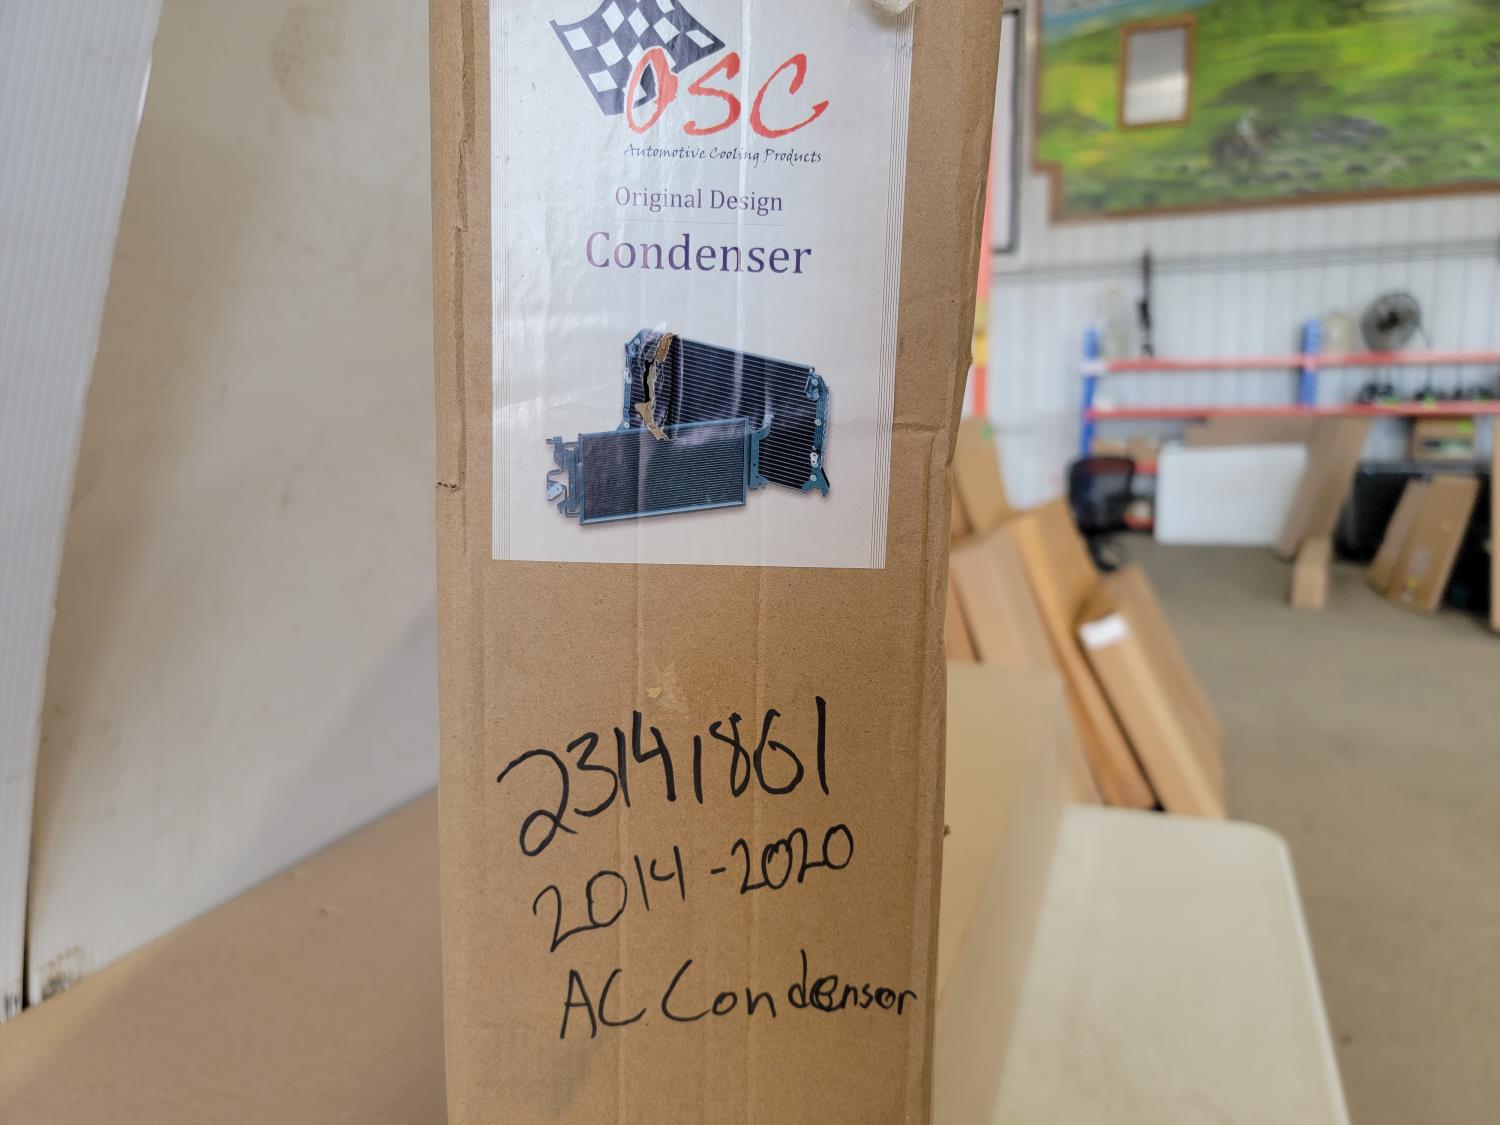 OSC
Automotive Cooling Products
Original Design
Condenser
23141861
2014-2020
AC Condensor